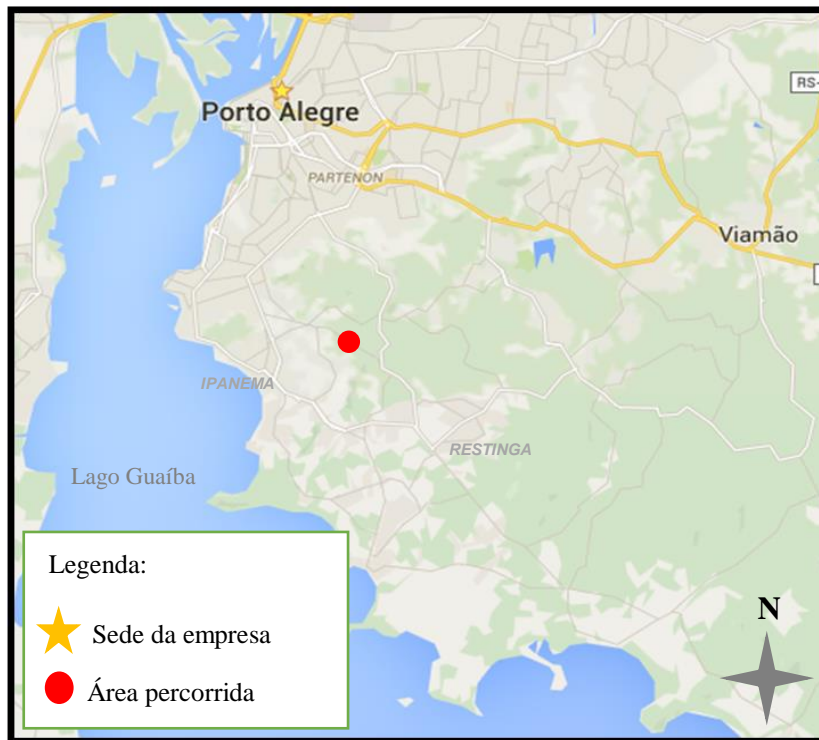 RS-
Porto Alegre
PARTENON
Viamão
IPANEMA
RESTINGA
Lago Guaíba
Legenda:
Sede da empresa
Área percorrida
N